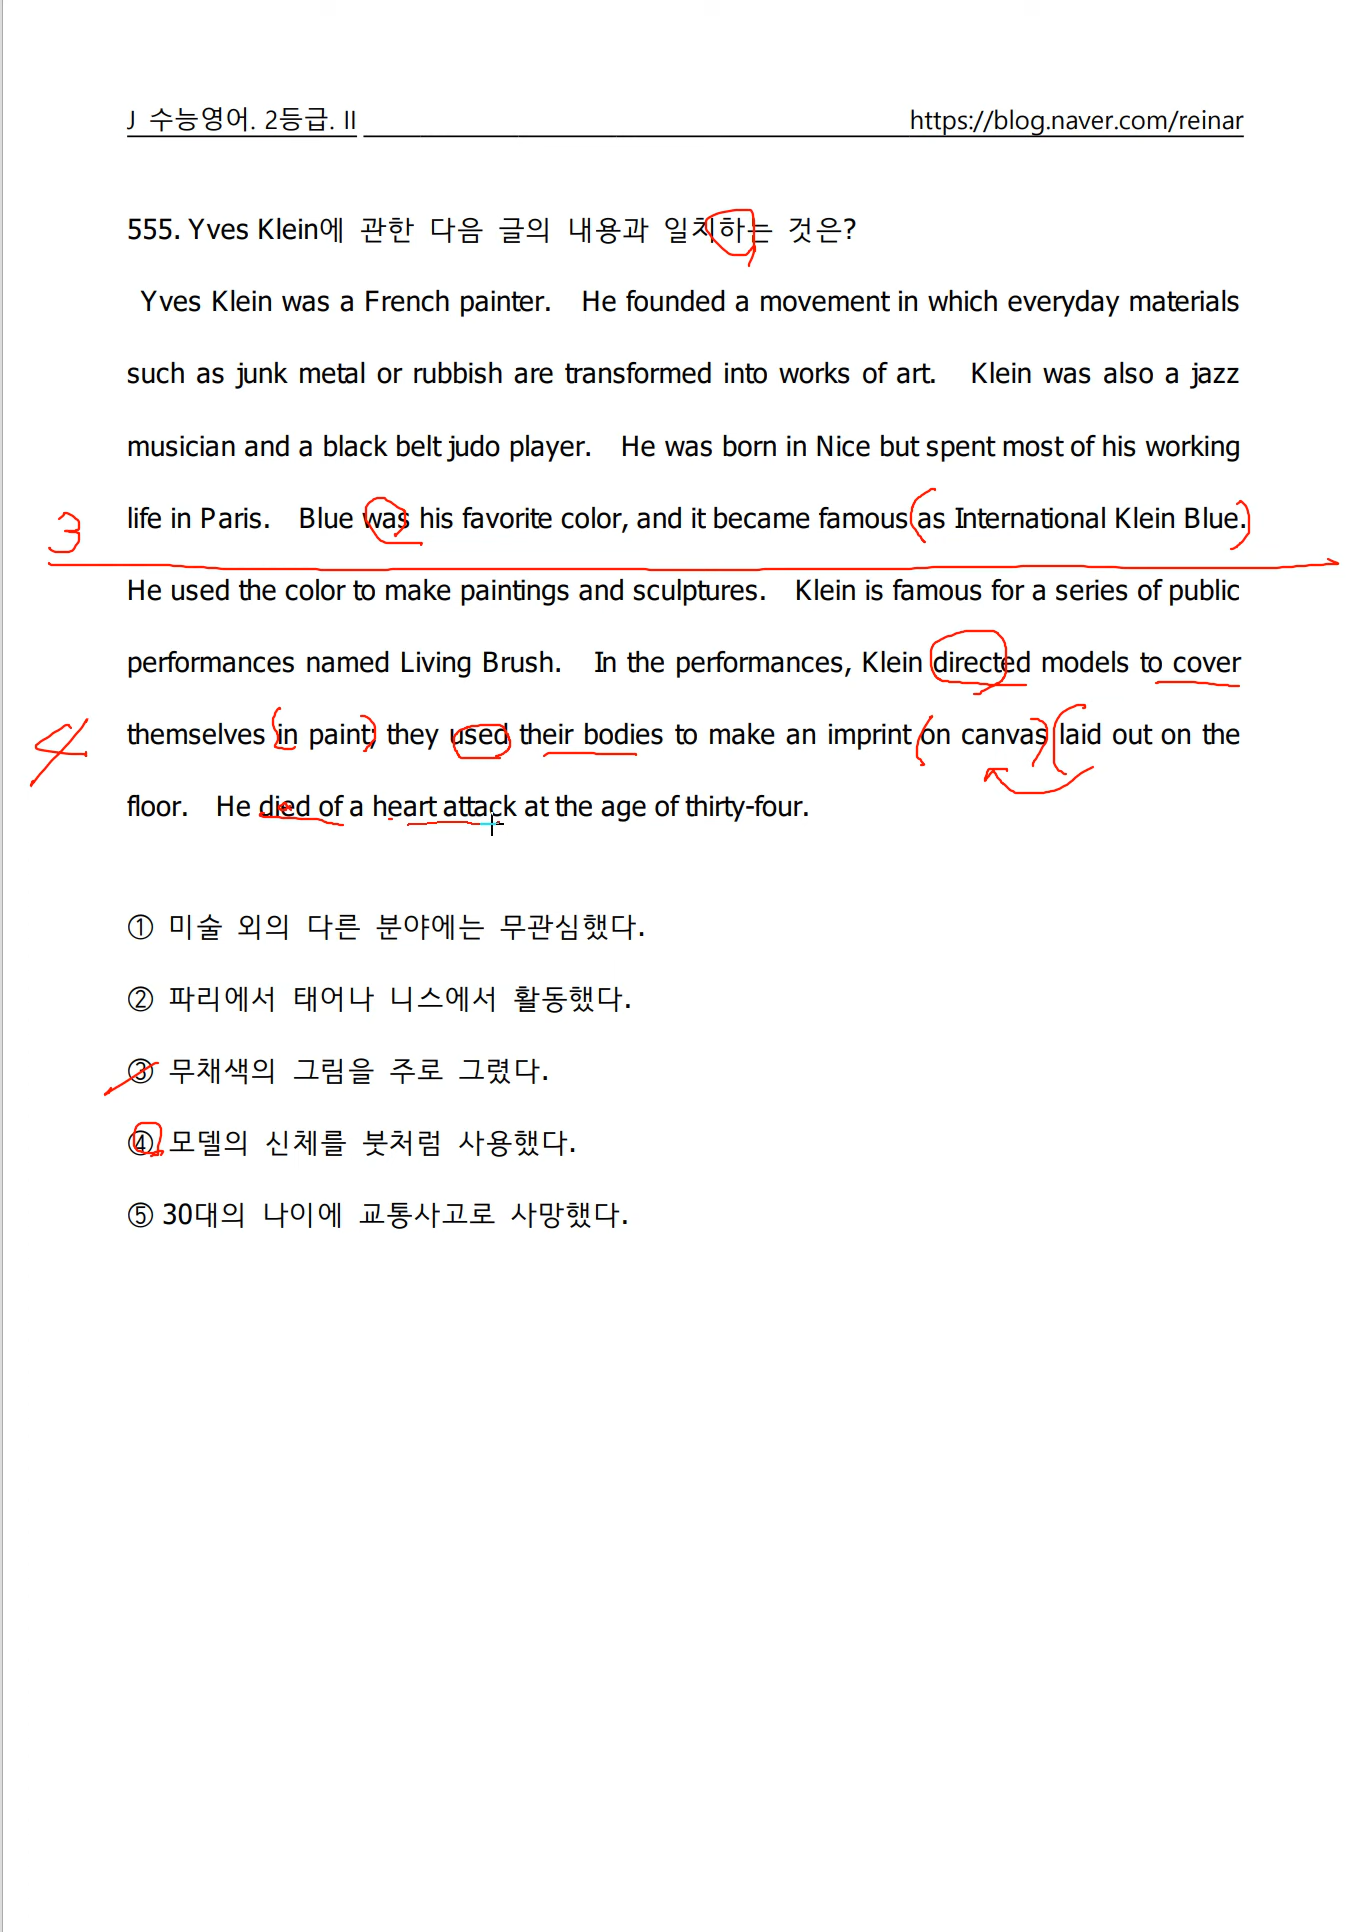 J 수능영어. 2등급. II https://blog.naver.com/reinar
555. Yves Klein에 관한 다음 글의 내용과 일치하는 것은?
Yves Klein was a French painter. He founded a movement in which everyday materials
such as junk metal or rubbish are transformed into works of art. Klein was also a jazz
musician and a black belt judo player. He was born in Nice but spent most of his working
life in Paris. Blue was his favorite color, and it became famous as International Klein Blue.
3
He used the color to make paintings and sculptures. Klein is famous for a series of public
performances named Living Brush. In the performances, Klein directed models to cover
themselves in paint; they used their bodies to make an imprint on canvas laid out on the
4
floor. He died of a heart attack at the age of thirty-four.
① 미술 외의 다른 분야에는 무관심했다.
② 파리에서 태어나 니스에서 활동했다.
③ 무채색의 그림을 주로 그렸다.
④ 모델의 신체를 붓처럼 사용했다.
⑤ 30대의 나이에 교통사고로 사망했다.